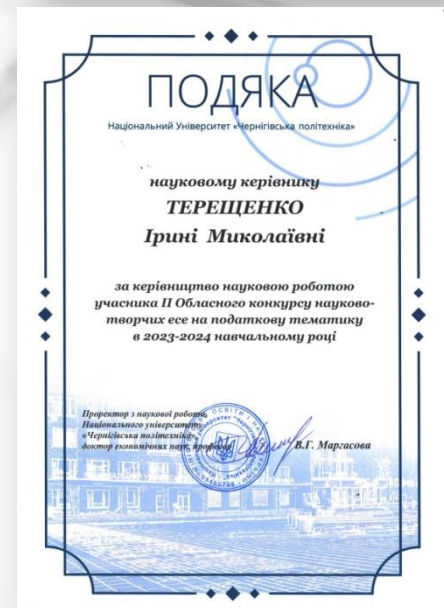 ПОДЯКА
Національний Університет «Чернігівська політехніка»
науковому керівнику
ТЕРЕЩЕНКО
Ірині Миколаївні
за керівництво науковою роботою
учасника ІІ Обласного конкурсу науково-
творчих есе на податкову тематику
в 2023-2024 навчальному році
Проректор з наукової роботи,
Національного університету
«Чернігівська політехніка»,
доктор економічних наук, професор
В.Г. Маргасова